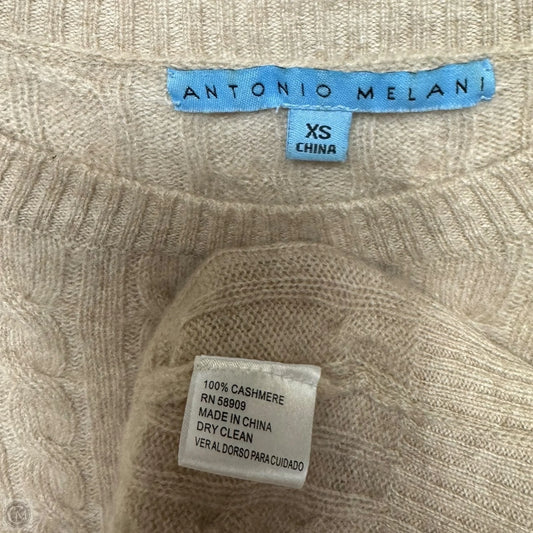 ANTONIO MELANI
XS
CHINA
100% CASHMERE
RN 58909
MADE IN CHINA
DRY CLEAN
VER AL DORSO PARA CUIDADO